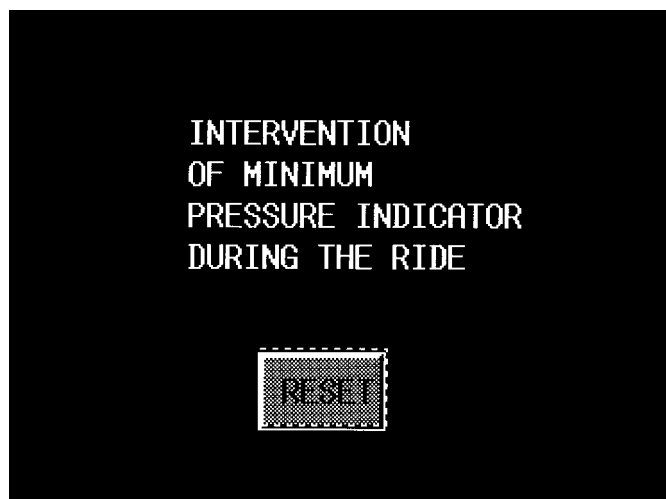 INTERVENTION
OF MINIMUM
PRESSURE INDICATOR
DURING THE RIDE
RESET